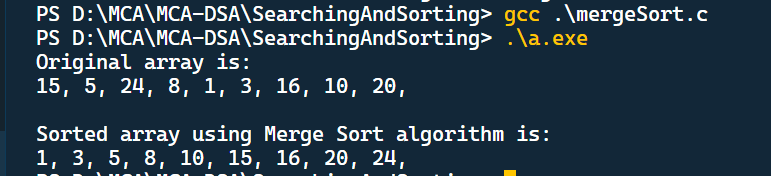 PS D:\MCA\MCA-DSA\SearchingAndSorting> gcc .\mergeSort.c
PS D:\MCA\MCA-DSA\SearchingAndSorting> .\a.exe
Original array is:
15, 5, 24, 8, 1, 3, 16, 10, 20,
Sorted array using Merge Sort algorithm is:
1, 3, 5, 8, 10, 15, 16, 20, 24,